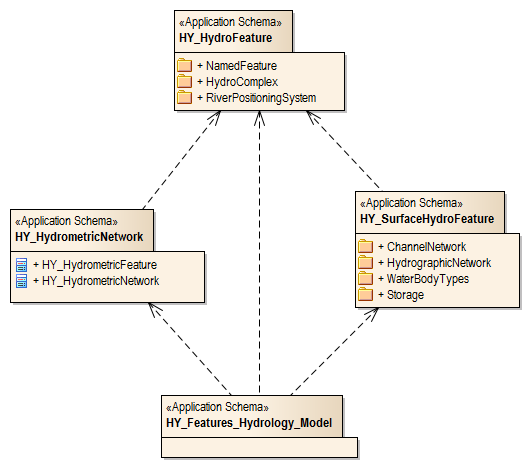 «Application Schema»
HY_HydroFeature
+ NamedFeature
+ HydroComplex
+ RiverPositioningSystem
«Application Schema»
HY_HydrometricNetwork
+ HY_HydrometricFeature
+ HY_HydrometricNetwork
«Application Schema»
HY_SurfaceHydroFeature
+ ChannelNetwork
+ HydrographicNetwork
+ WaterBodyTypes
+ Storage
«Application Schema»
HY_Features_Hydrology_Model